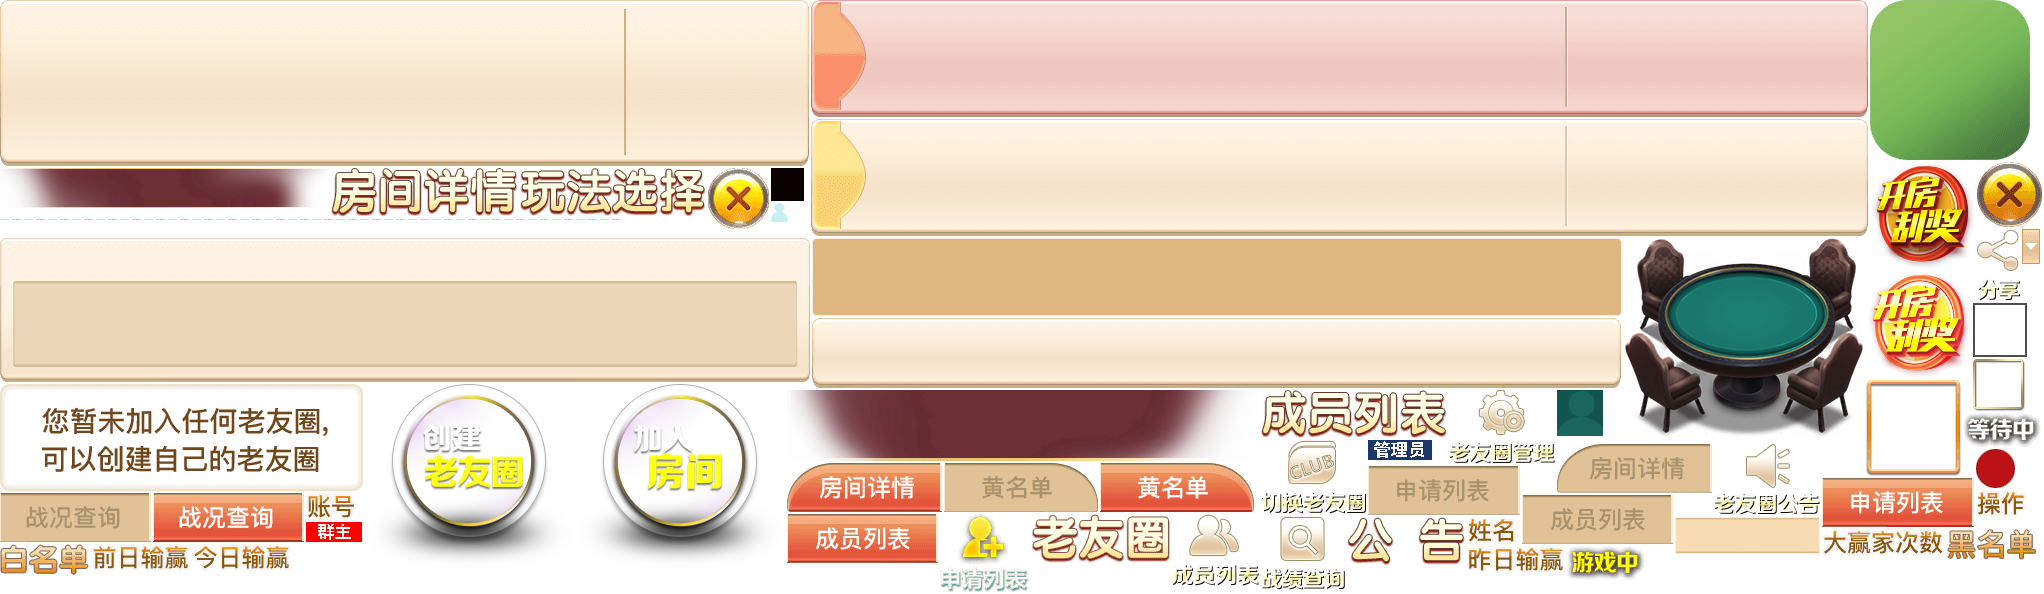 房间详情
玩法选择
开房
刮奖
分享
开房
刮奖
等待中
您暂未加入任何老友圈,
可以创建自己的老友圈
创建
老友圈
加入
房间
成员列表
管理员
老友圈管理
房间详情
CLUB
房间详情
黄名单
黄名单
切换老友圈
申请列表
老友圈公告
申请列表
操作
战况查询
战况查询
账号
群主
成员列表
老友圈
公
告
姓名
成员列表
大赢家次数
黑名单
白名单
前日输赢
今日输赢
申请列表
成员列表
战绩查询
昨日输赢
游戏中